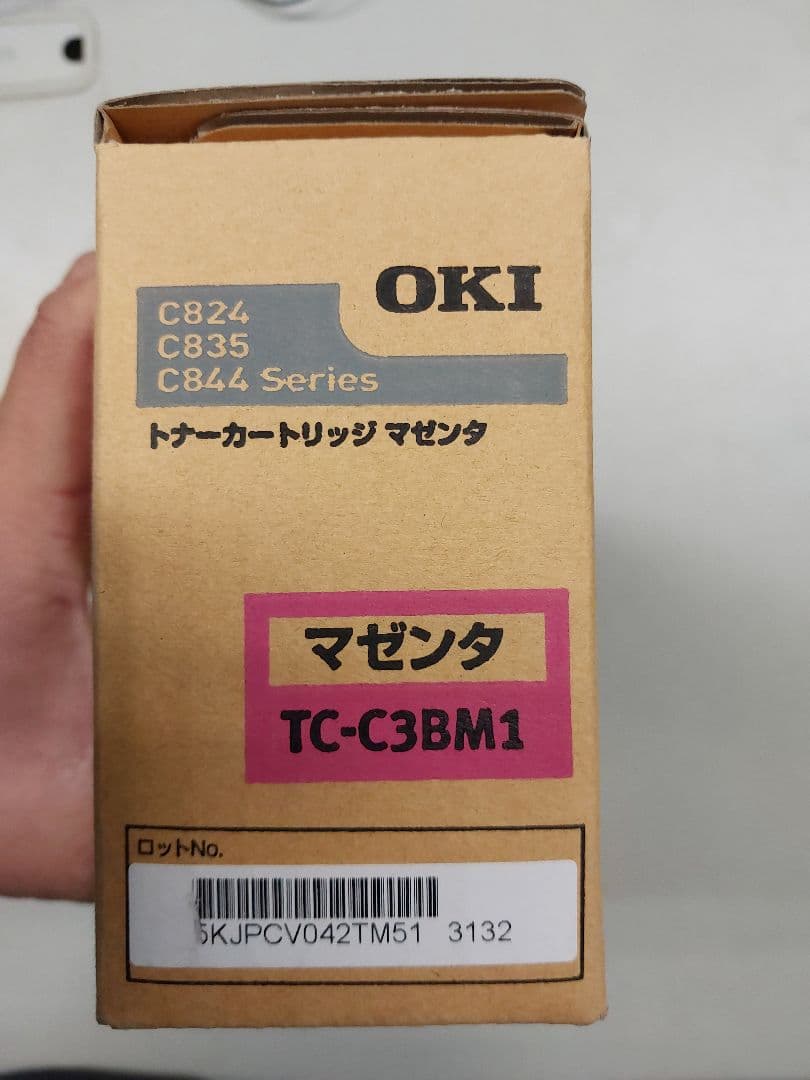 OKI
C824
C835
C844 Series
トナーカートリッジ マゼンタ
マゼンタ
TC-C3BM1
ロットNo.
5KJPCV042TM51 3132